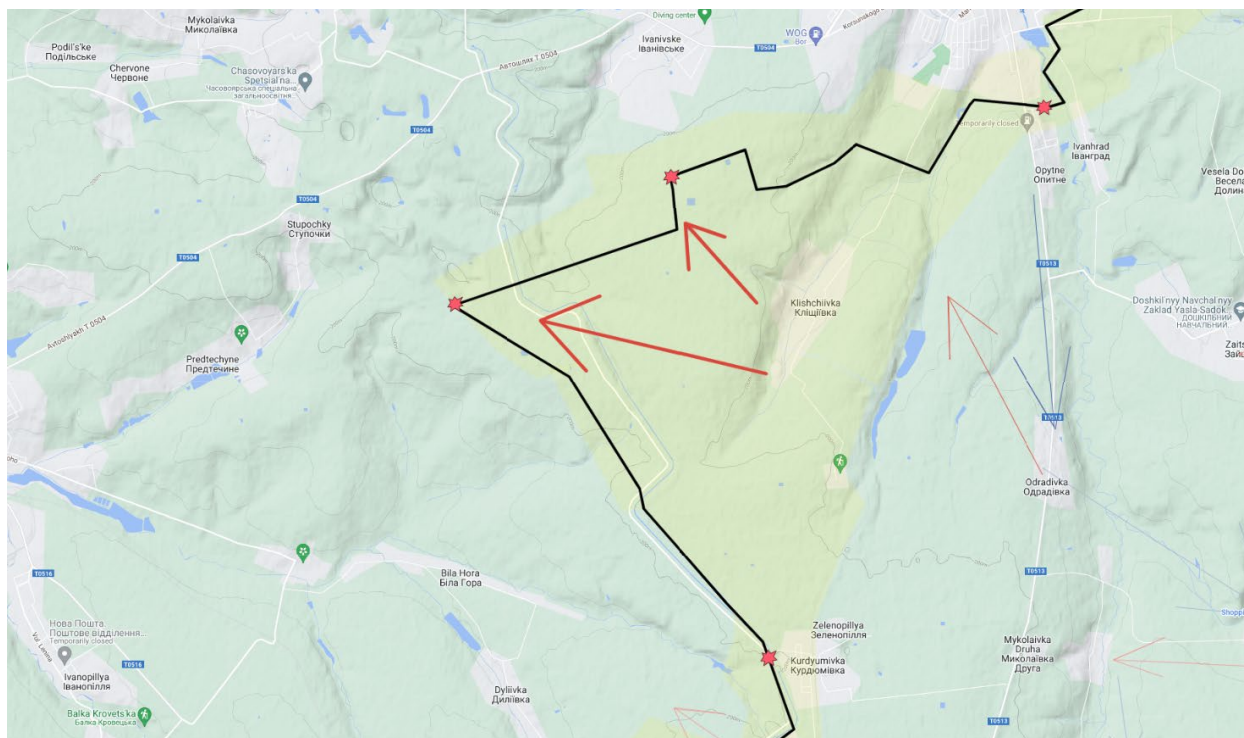 Mykolaivka
Миколаївка
Podil's'ke
Подільське
Chervone
Червоне
Chasovoyars'ka
Spetsial'na...
Часовоярська спеціальна
загальноосвітня...
Автошлях Т 0504
Diving center
Ivanivske
Іванівське
WOG
T0504
T0504
T0504
T0504
Avtoshlyakh T 0504
Stupochky
Ступочки
Predtechyne
Предтечине
Temporarily closed
Ivanhrad
Іванград
Opytne
Опитне
Vesela Do
Весела
Долин
T0513
Klishchiivka
Кліщіївка
Doshkil'nyy Navchal'nyy
Zaklad Yasla-Sadok..
ДОШКІЛЬНИЙ
НАВЧАЛЬНИЙ...
Zaits
Зайц
T0513
Odradivka
Одрадівка
T0513
T0516
Bila Hora
Біла Гора
Нова Пошта
Поштове відділення...
Temporarily closed
T0516
Ivanopillya
Іванопілля
Balka Krovets'ka
Балка Кровецька
Dyliivka
Диліївка
Zelenopillya
Зеленопілля
Kurdyumivka
Курдюмівка
Mykolaivka
Druha
Миколаївка
Друга
T0513
Shoppi